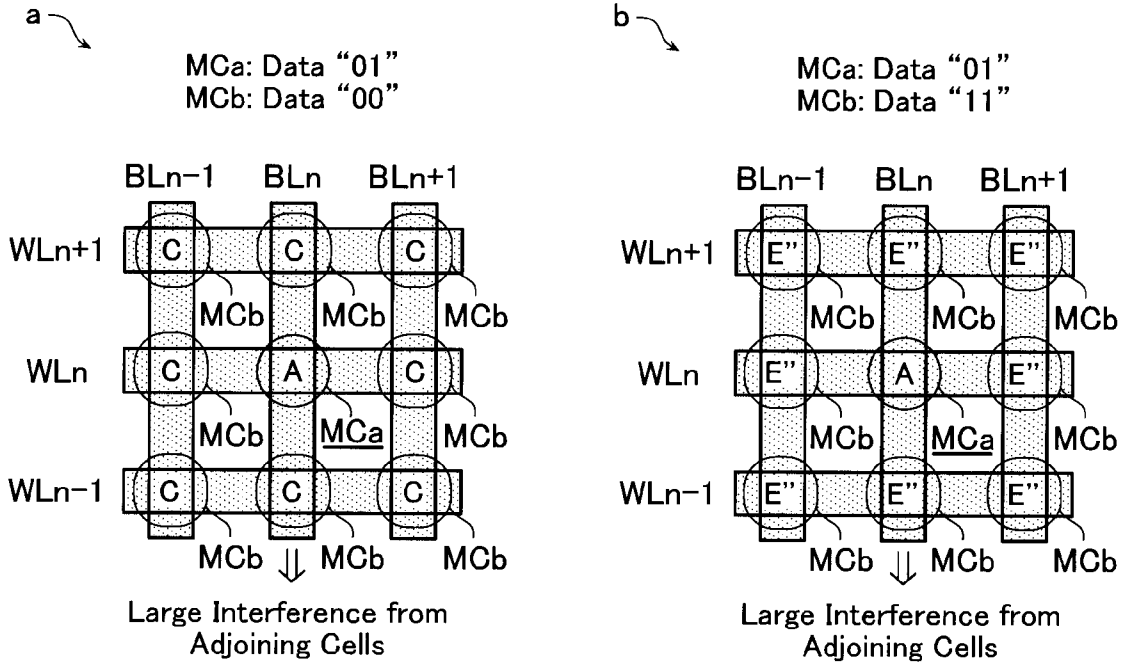 a
MCa: Data “01”
MCb: Data “00”
BLn-1 BLn BLn+1
WLn+1 C C C
MCb MCb MCb
WLn C A C
MCb MCa MCb
WLn-1 C C C
MCb MCb MCb
Large Interference from
Adjoining Cells
b
MCa: Data “01”
MCb: Data “11”
BLn-1 BLn BLn+1
WLn+1 E” E” E”
MCb MCb MCb
WLn E” A E”
MCb MCa MCb
WLn-1 E” E” E”
MCb MCb MCb
Large Interference from
Adjoining Cells